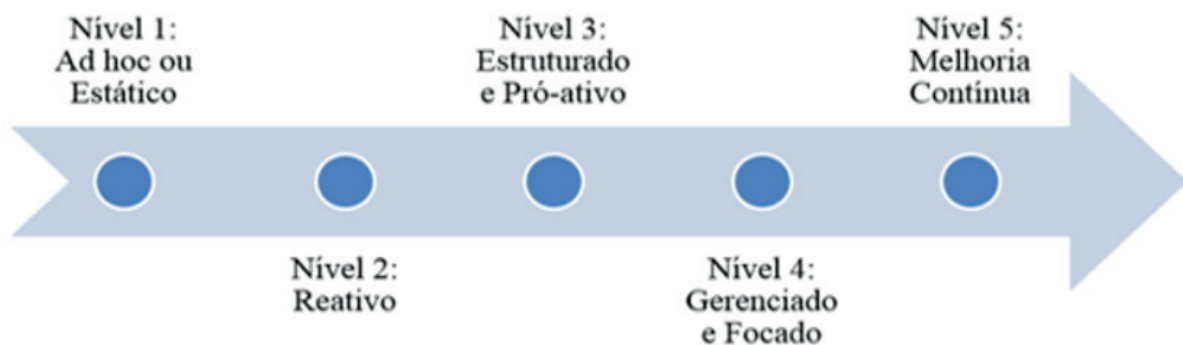 Nível 1:
Ad hoc ou
Estático
Nível 2:
Reativo
Nível 3:
Estruturado
e Pró-ativo
Nível 4:
Gerenciado
e Focado
Nível 5:
Melhoria
Contínua